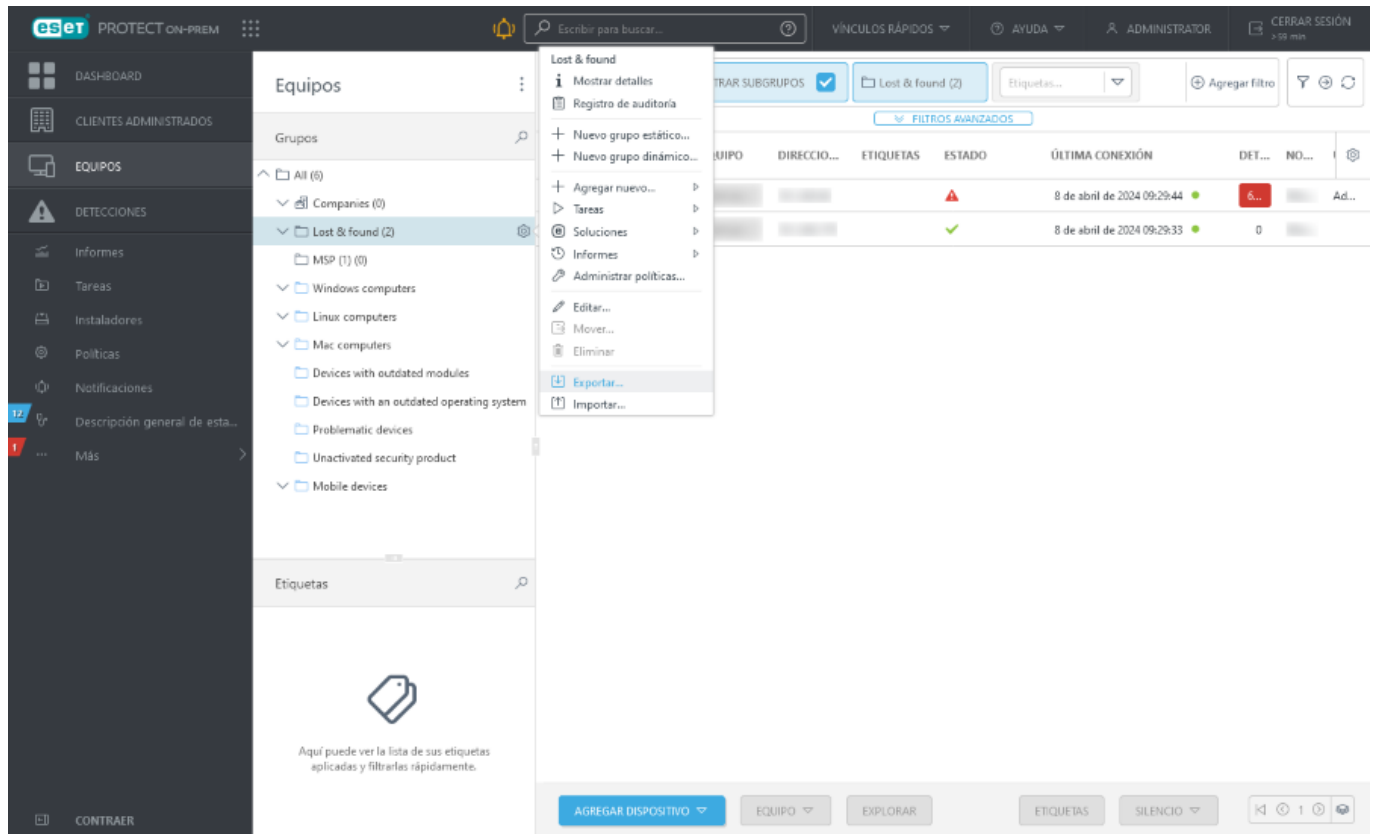 eset PROTECT ON-PREM
Escribir para buscar...
VÍNCULOS RÁPIDOS
AYUDA
ADMINISTRATOR
CERRAR SESIÓN
>59 min
DASHBOARD
CLIENTES ADMINISTRADOS
EQUIPOS
DETECCIONES
Informes
Tareas
Instaladores
Políticas
Notificaciones
12
Descripción general de esta...
1
Más
CONTRAER
Equipos
Grupos
All (6)
Companies (0)
Lost & found (2)
MSP (1) (0)
Windows computers
Linux computers
Mac computers
Devices with outdated modules
Devices with an outdated operating system
Problematic devices
Unactivated security product
Mobile devices
Etiquetas
Aquí puede ver la lista de sus etiquetas
aplicadas y filtrarlas rápidamente.
Lost & found
Mostrar detalles
Registro de auditoría
Nuevo grupo estático...
Nuevo grupo dinámico...
Agregar nuevo...
Tareas
Soluciones
Informes
Administrar políticas...
Editar...
Mover...
Eliminar
Exportar...
Importar...
TRAR SUBGRUPOS
Lost & found (2)
Etiquetas...
Agregar filtro
FILTROS AVANZADOS
UIPO DIRECCIO... ETIQUETAS ESTADO ÚLTIMA CONEXIÓN DET... NO...
8 de abril de 2024 09:29:44 6... Ad...
8 de abril de 2024 09:29:33 0
AGREGAR DISPOSITIVO
EQUIPO
EXPLORAR
ETIQUETAS
SILENCIO
1